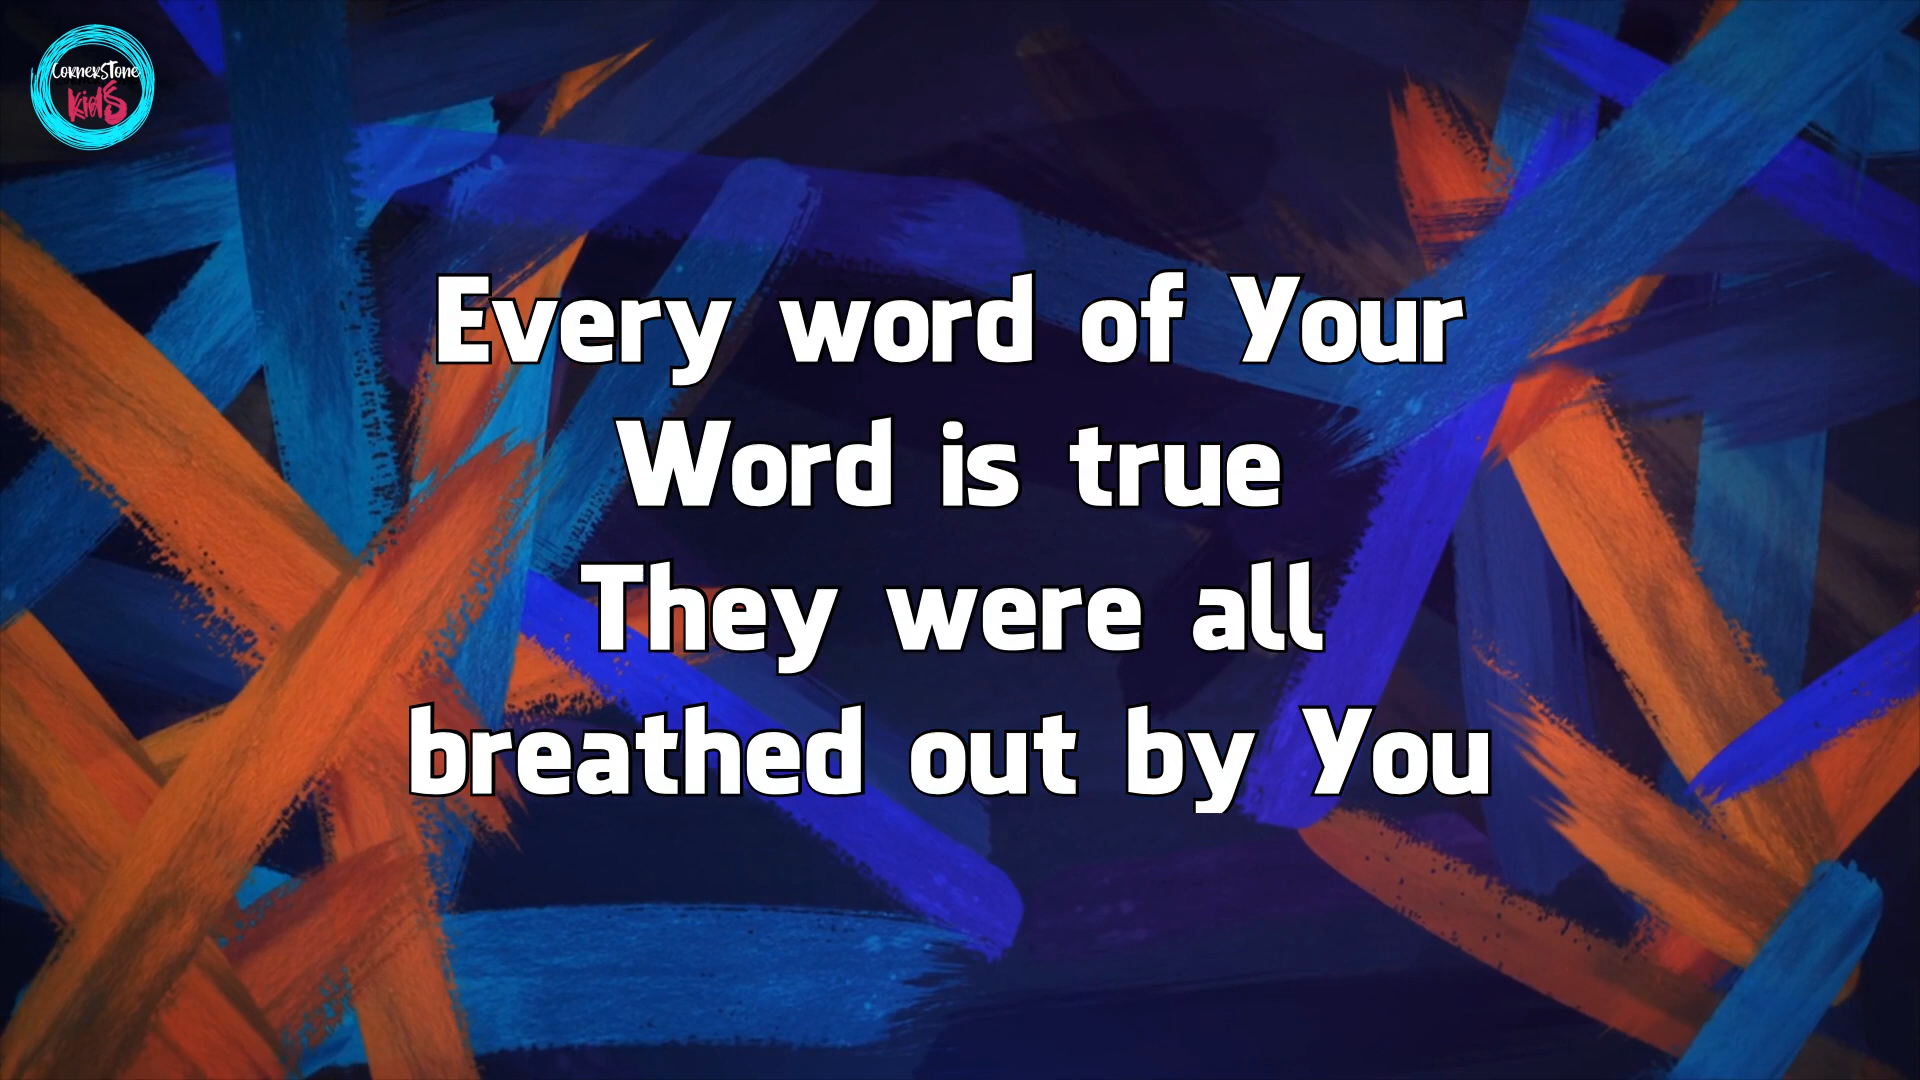 CornerStone
Kids
Every word of Your
Word is true
They were all
breathed out by You